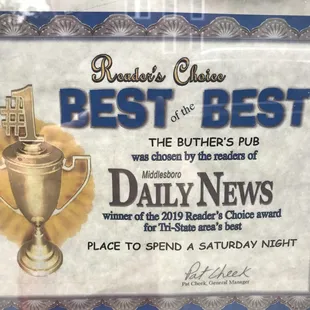 Reader's Choice
#1
BEST of the BEST
THE BUTHER'S PUB
was chosen by the readers of
Middlesboro
DAILY NEWS
winner of the 2019 Reader's Choice award
for Tri-State area's best
PLACE TO SPEND A SATURDAY NIGHT
Pat Cheek
Pat Cheek, General Manager